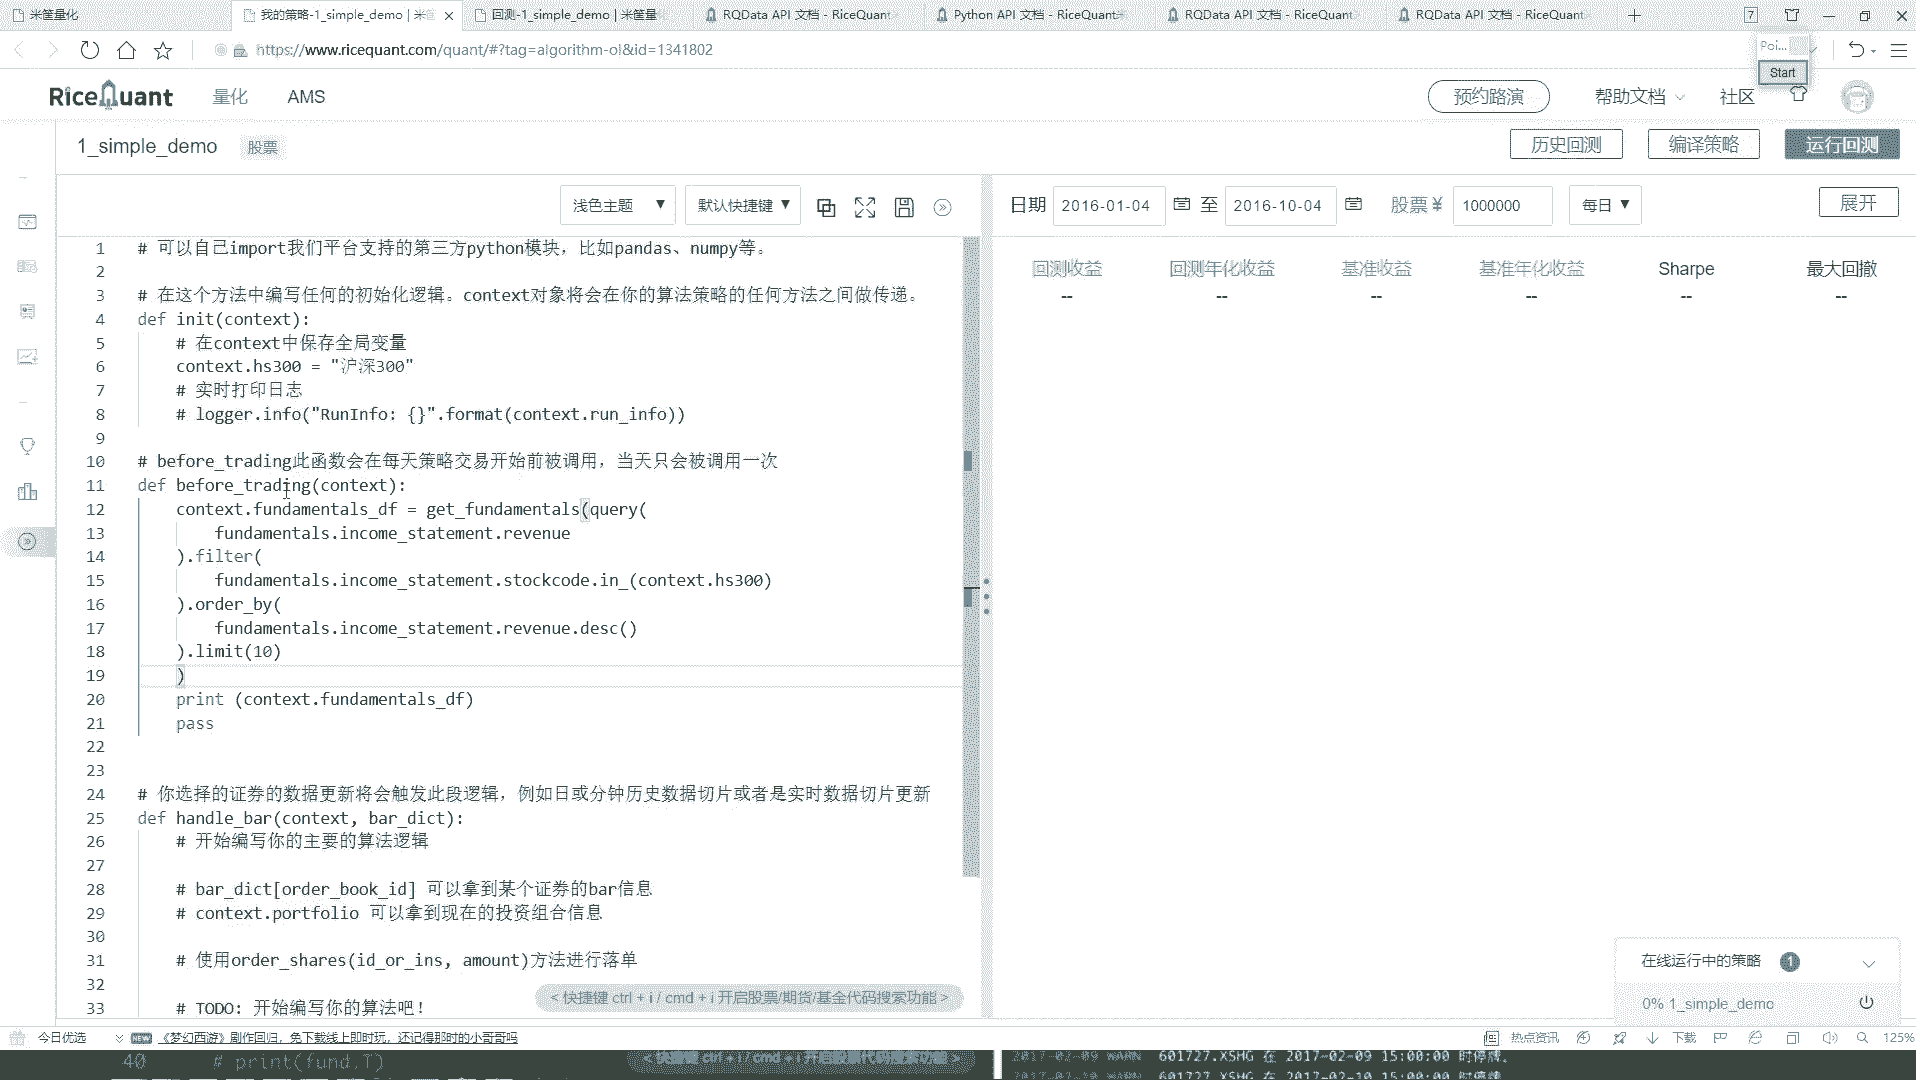 米筐量化
我的策略-1_simple_demo | 米筐
回测-1_simple_demo | 米筐量
RQData API 文档 - RiceQuant
Python API 文档 - RiceQuant
RQData API 文档 - RiceQuant
RQData API 文档 - RiceQuant
7
https://www.ricequant.com/quant/#?tag=algorithm-ol&id=1341802
Poi...
Start
RiceQuant
量化
AMS
预约路演
帮助文档
社区
1_simple_demo
股票
历史回测
编译策略
运行回测
浅色主题
默认快捷键
日期
2016-01-04
至
2016-10-04
股票 ¥
1000000
每日
展开
回测收益
回测年化收益
基准收益
基准年化收益
Sharpe
最大回撤
--
--
--
--
--
--
1 # 可以自己import我们平台支持的第三方python模块，比如pandas、numpy等。
2
3 # 在这个方法中编写任何的初始化逻辑。context对象将会在你的算法策略的任何方法之间做传递。
4 def init(context):
5 # 在context中保存全局变量
6 context.hs300 = "沪深300"
7 # 实时打印日志
8 # logger.info("RunInfo: {}".format(context.run_info))
9
10 # before_trading此函数会在每天策略交易开始前被调用，当天只会被调用一次
11 def before_trading(context):
12 context.fundamentals_df = get_fundamentals(query(
13 fundamentals.income_statement.revenue
14 ).filter(
15 fundamentals.income_statement.stockcode.in_(context.hs300)
16 ).order_by(
17 fundamentals.income_statement.revenue.desc()
18 ).limit(10)
19 )
20 print (context.fundamentals_df)
21 pass
22
23
24 # 你选择的证券的数据更新将会触发此段逻辑，例如日或分钟历史数据切片或者是实时数据切片更新
25 def handle_bar(context, bar_dict):
26 # 开始编写你的主要的算法逻辑
27
28 # bar_dict[order_book_id] 可以拿到某个证券的bar信息
29 # context.portfolio 可以拿到现在的投资组合信息
30
31 # 使用order_shares(id_or_ins, amount)方法进行落单
32
33 # TODO: 开始编写你的算法吧！
< 快捷键 ctrl + i / cmd + i 开启股票/期货/基金代码搜索功能 >
在线运行中的策略
1
0% 1_simple_demo
今日优选
NEW
《梦幻西游》剧作回归，免下载线上即时玩，还记得那时的小哥哥吗
热点资讯
下载
125%
40 # print(fund.T)
< 快捷键 ctrl + i / cmd + i 开启股票代码搜索功能 >
2017-02-09 WARN 601727.XSHG 在 2017-02-09 15:00:00 时停牌。
2017-02-10 WARN 601727.XSHG 在 2017-02-10 15:00:00 时停牌。